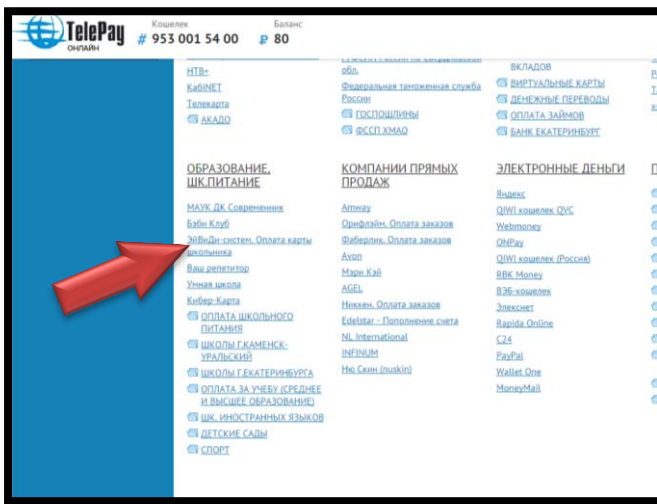 TelePay
ОНЛАЙН
Кошелек
# 953 001 54 00
Баланс
₽ 80
НТВ+
КабiNET
Телекарта
АКАДО
обл.
Федеральная таможенная служба
России
ГОСПОШЛИНЫ
ФССП ХМАО
ВКЛАДОВ
ВИРТУАЛЬНЫЕ КАРТЫ
ДЕНЕЖНЫЕ ПЕРЕВОДЫ
ОПЛАТА ЗАЙМОВ
БАНК ЕКАТЕРИНБУРГ
ОБРАЗОВАНИЕ,
ШК.ПИТАНИЕ
МАУК ДК Современник
Бэби Клуб
ЭйВиДи-систем. Оплата карты
школьника
Ваш репетитор
Умная школа
Кибер-Карта
ОПЛАТА ШКОЛЬНОГО
ПИТАНИЯ
ШКОЛЫ Г.КАМЕНСК-
УРАЛЬСКИЙ
ШКОЛЫ Г.ЕКАТЕРИНБУРГА
ОПЛАТА ЗА УЧЕБУ (СРЕДНЕЕ
И ВЫСШЕЕ ОБРАЗОВАНИЕ)
ШК. ИНОСТРАННЫХ ЯЗЫКОВ
ДЕТСКИЕ САДЫ
СПОРТ
КОМПАНИИ ПРЯМЫХ
ПРОДАЖ
Amway
Орифлэйм. Оплата заказов
Фаберлик. Оплата заказов
Avon
Мэри Кэй
AGEL
Никкен. Оплата заказов
Edelstar - Пополнение счета
NL International
INFINUM
Ню Скин (nuskin)
ЭЛЕКТРОННЫЕ ДЕНЬГИ
Яндекс
QIWI кошелек QVC
Webmoney
ONPay
QIWI кошелек (Россия)
RBK Money
ВЭБ-кошелек
Элекснет
Rapida Online
C24
PayPal
Wallet One
MoneyMail